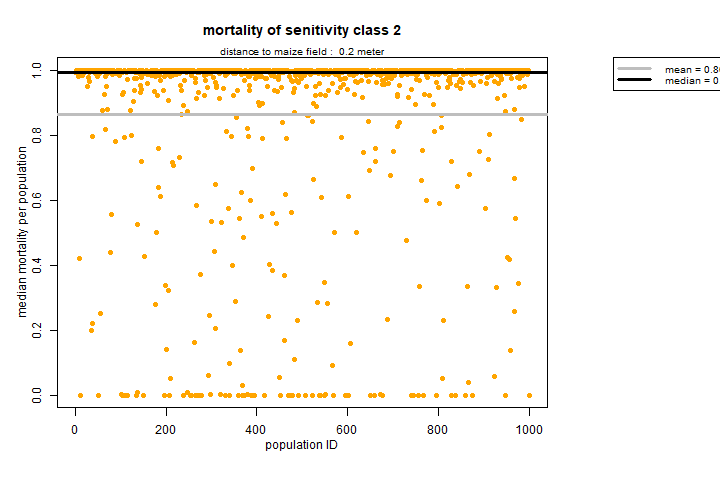 mortality of senitivity class 2
distance to maize field : 0.2 meter
mean = 0.86
median = 0
median mortality per population
1.0
0.8
0.6
0.4
0.2
0.0
0
200
400
600
800
1000
population ID